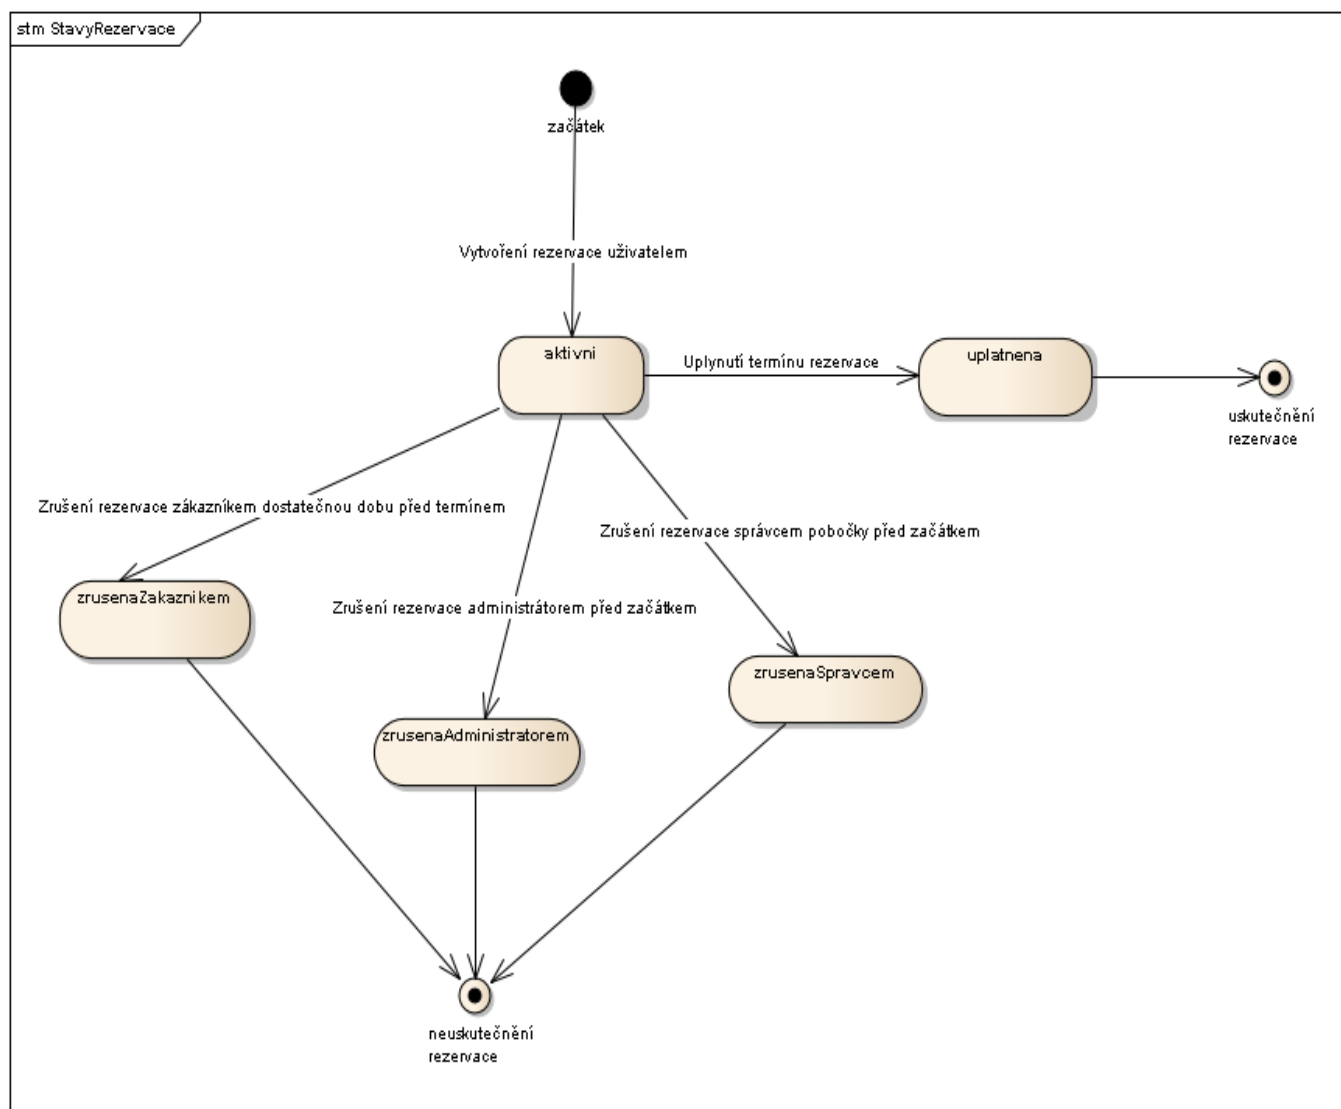 stm StavyRezervace
začátek
Vytvoření rezervace uživatelem
aktivni
Uplynutí termínu rezervace
uplatnena
uskutečnění
rezervace
Zrušení rezervace zákazníkem dostatečnou dobu před termínem
Zrušení rezervace správcem pobočky před začátkem
zrusenaZakaznikem
Zrušení rezervace administrátorem před začátkem
zrusenaSpravcem
zrusenaAdministratorem
neuskutečnění
rezervace